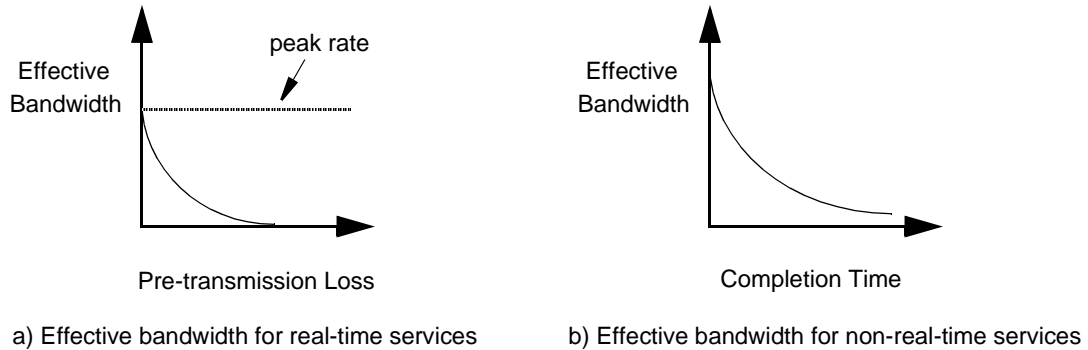 peak rate
Effective
Bandwidth
Pre-transmission Loss
a) Effective bandwidth for real-time services
Effective
Bandwidth
Completion Time
b) Effective bandwidth for non-real-time services